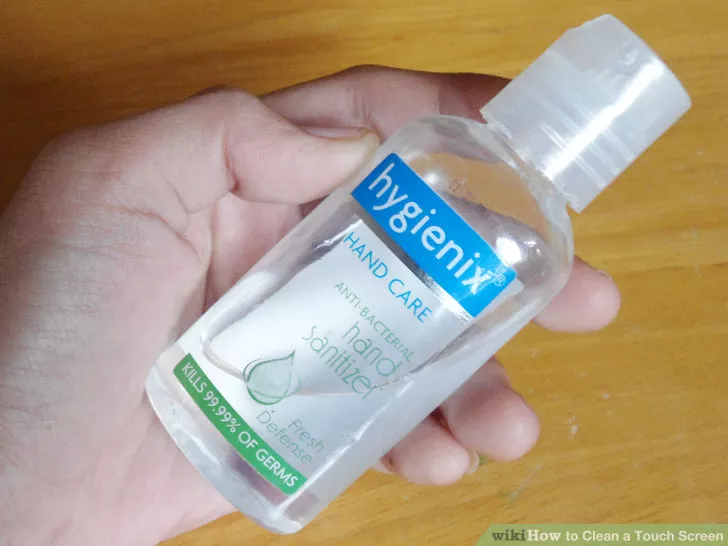 hygienix®
HAND CARE
ANTI-BACTERIAL
hand
sanitizer
Fresh
Defense
KILLS 99.99% OF GERMS
wikiHow to Clean a Touch Screen